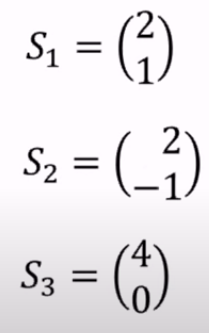 S₁ = (2
1)
S₂ = (2
−1)
S₃ = (4
0)